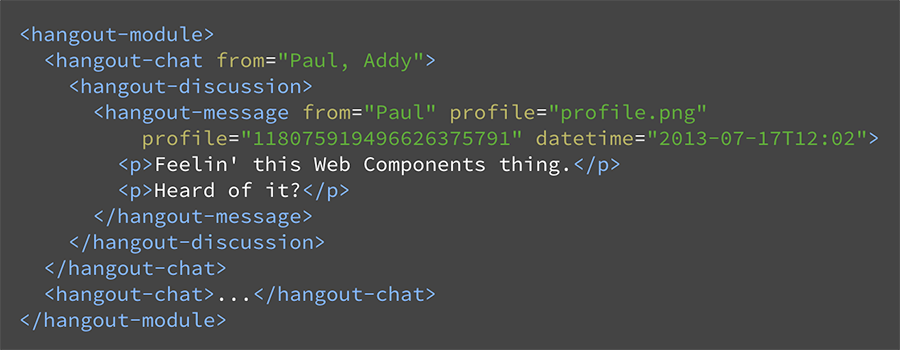 <hangout-module>
  <hangout-chat from="Paul, Addy">
    <hangout-discussion>
      <hangout-message from="Paul" profile="profile.png"
          profile="118075919496626375791" datetime="2013-07-17T12:02">
        <p>Feelin' this Web Components thing.</p>
        <p>Heard of it?</p>
      </hangout-message>
    </hangout-discussion>
  </hangout-chat>
  <hangout-chat>...</hangout-chat>
</hangout-module>